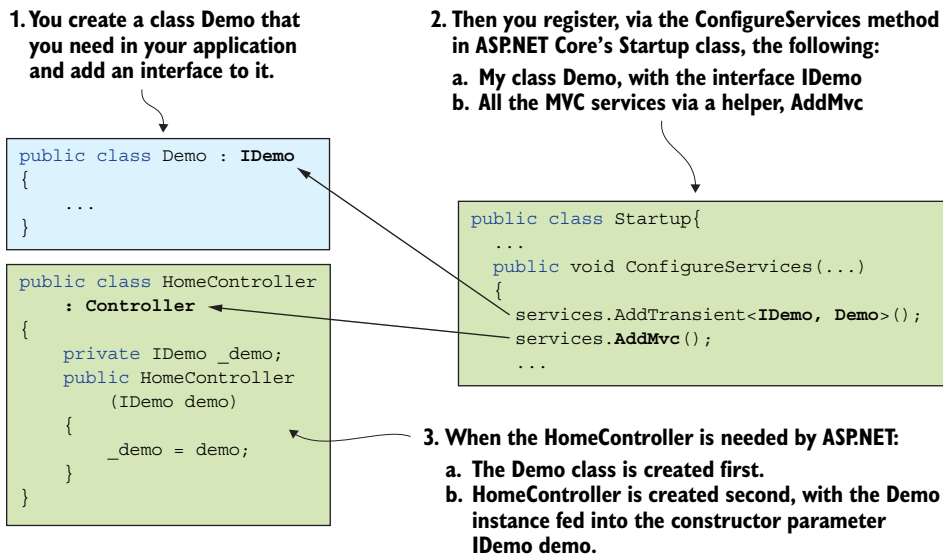 1. You create a class Demo that
you need in your application
and add an interface to it.
public class Demo : IDemo
{
...
}
public class HomeController
: Controller
{
private IDemo _demo;
public HomeController
(IDemo demo)
{
_demo = demo;
}
}
2. Then you register, via the ConfigureServices method
in ASP.NET Core's Startup class, the following:
a. My class Demo, with the interface IDemo
b. All the MVC services via a helper, AddMvc
public class Startup{
...
public void ConfigureServices(...)
{
services.AddTransient<IDemo, Demo>();
services.AddMvc();
...
3. When the HomeController is needed by ASP.NET:
a. The Demo class is created first.
b. HomeController is created second, with the Demo
instance fed into the constructor parameter
IDemo demo.